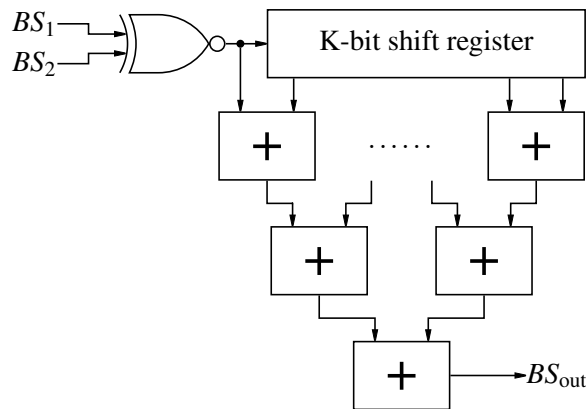 BS₁
BS₂
K-bit shift register
+ ...... +
+ +
+
BSout